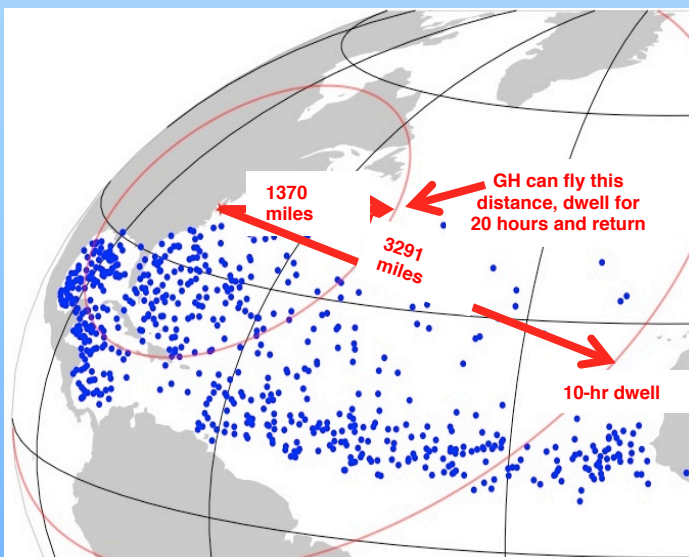 1370
miles
GH can fly this
distance, dwell for
20 hours and return
3291
miles
10-hr dwell